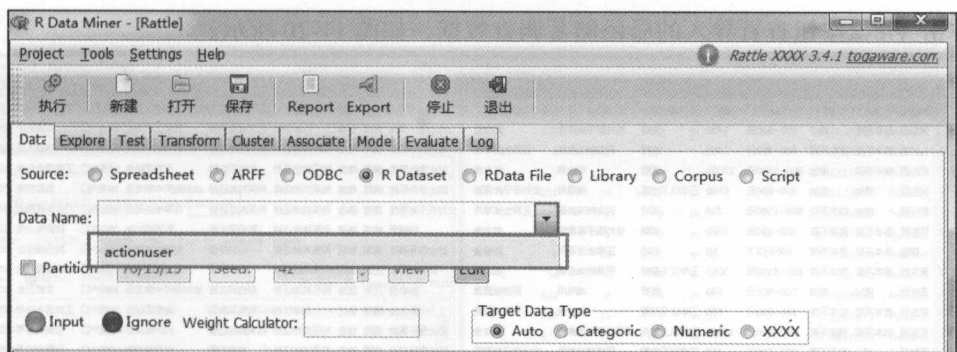 R Data Miner - [Rattle]
Project Tools Settings Help
Rattle XXXX 3.4.1 togaware.com
执行 新建 打开 保存 Report Export 停止 退出
Data Explore Test Transform Cluster Associate Mode Evaluate Log
Source: Spreadsheet ARFF ODBC R Dataset RData File Library Corpus Script
Data Name:
actionuser
Partition 70/15/15 Seed: 42 View Edit
Input Ignore Weight Calculator:
Target Data Type
Auto Categoric Numeric XXXX